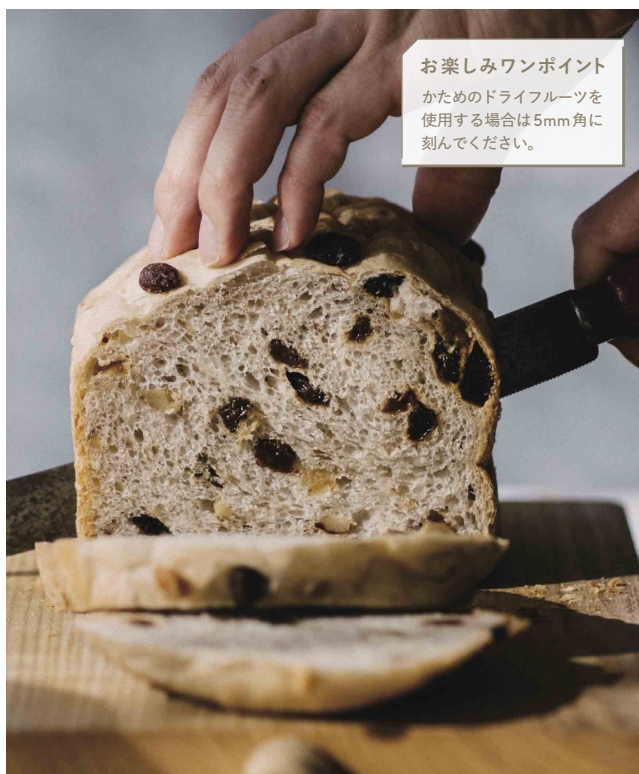 お楽しみワンポイント
かためのドライフルーツを
使用する場合は5mm角に
刻んでください。